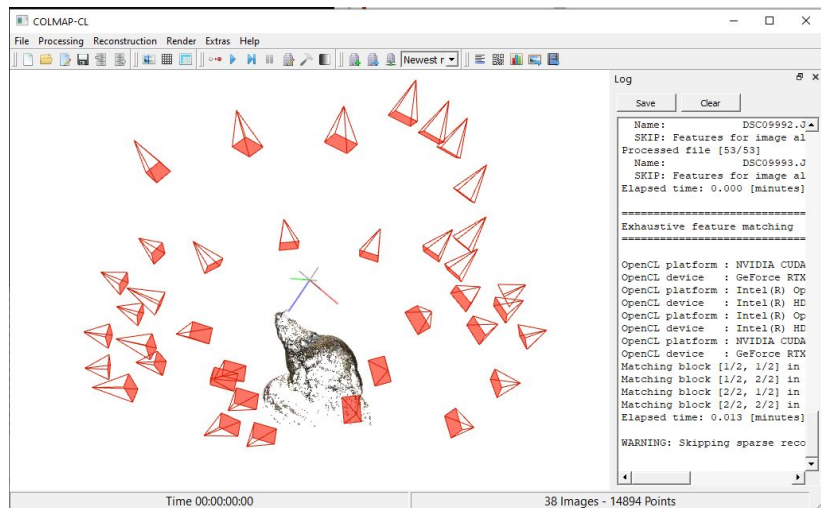 COLMAP-CL
File Processing Reconstruction Render Extras Help
Newest r
Log
Save Clear
Name: DSC09992.J
SKIP: Features for image al
Processed file [53/53]
Name: DSC09993.J
SKIP: Features for image al
Elapsed time: 0.000 [minutes]
==============================
Exhaustive feature matching
==============================
OpenCL platform : NVIDIA CUDA
OpenCL device : GeForce RTX
OpenCL platform : Intel(R) Op
OpenCL device : Intel(R) HD
OpenCL platform : Intel(R) Op
OpenCL device : Intel(R) HD
OpenCL platform : NVIDIA CUDA
OpenCL device : GeForce RTX
Matching block [1/2, 1/2] in
Matching block [1/2, 2/2] in
Matching block [2/2, 1/2] in
Matching block [2/2, 2/2] in
Elapsed time: 0.013 [minutes]
WARNING: Skipping sparse reco
Time 00:00:00:00
38 Images - 14894 Points